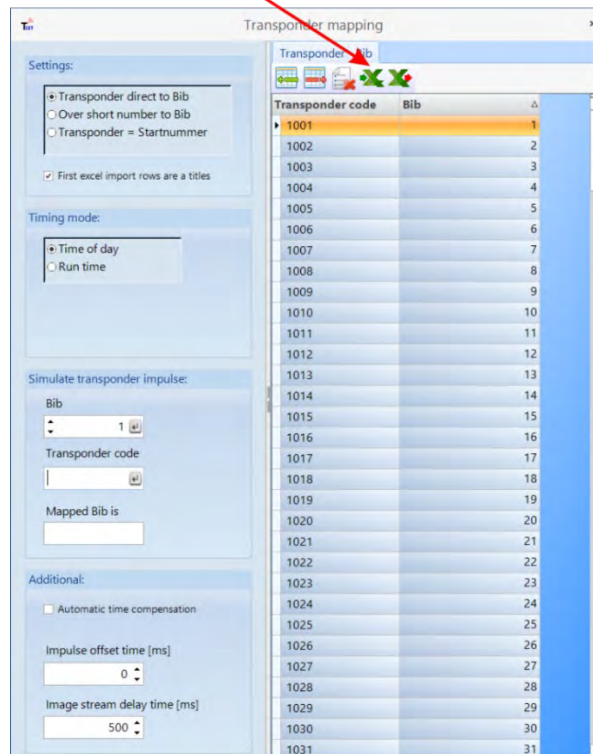 Transponder mapping
Settings:
Transponder direct to Bib
Over short number to Bib
Transponder = Startnummer
First excel import rows are a titles
Timing mode:
Time of day
Run time
Simulate transponder impulse:
Bib
1
Transponder code
Mapped Bib is
Additional:
Automatic time compensation
Impulse offset time [ms]
0
Image stream delay time [ms]
500
Transponder Bib
Transponder code Bib
1001 1
1002 2
1003 3
1004 4
1005 5
1006 6
1007 7
1008 8
1009 9
1010 10
1011 11
1012 12
1013 13
1014 14
1015 15
1016 16
1017 17
1018 18
1019 19
1020 20
1021 21
1022 22
1023 23
1024 24
1025 25
1026 26
1027 27
1028 28
1029 29
1030 30
1031 31